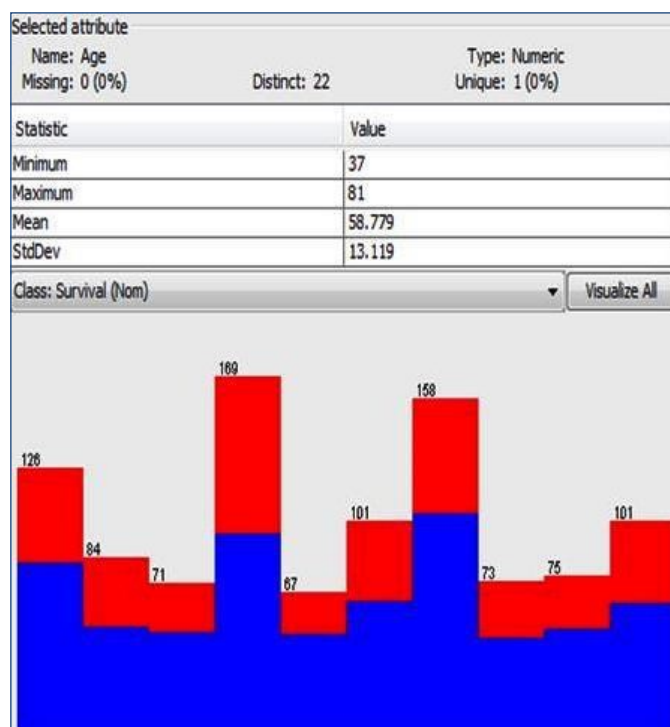 Selected attribute
Name: Age Type: Numeric
Missing: 0 (0%) Distinct: 22 Unique: 1 (0%)
Statistic Value
Minimum 37
Maximum 81
Mean 58.779
StdDev 13.119
Class: Survival (Nom) Visualize All
169
158
126
101 101
84
71 73 75
67